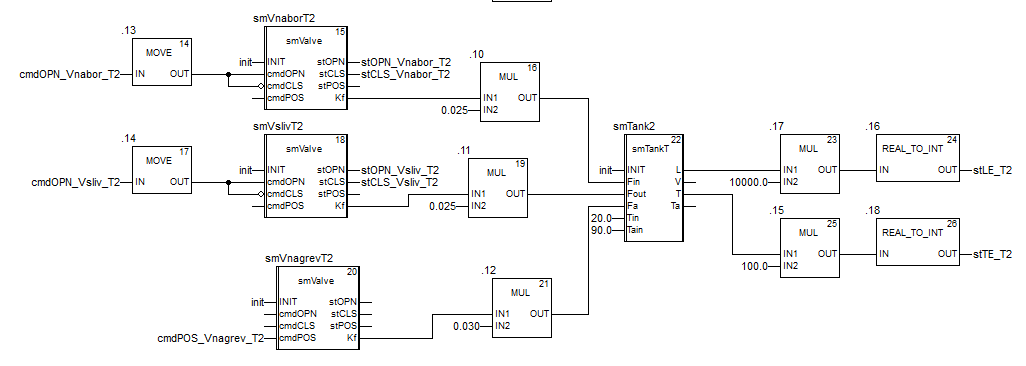 smVnaborT2
.13
14
MOVE
cmdOPN_Vnabor_T2 IN OUT
15
smValve
init INIT stOPN stOPN_Vnabor_T2
cmdOPN stCLS stCLS_Vnabor_T2
cmdCLS stPOS
cmdPOS Kf
.10
16
MUL
IN1 OUT
0.025 IN2
smVslivT2
.14
17
MOVE
cmdOPN_Vsliv_T2 IN OUT
18
smValve
init INIT stOPN stOPN_Vsliv_T2
cmdOPN stCLS stCLS_Vsliv_T2
cmdCLS stPOS
cmdPOS Kf
.11
19
MUL
IN1 OUT
0.025 IN2
smVnagrevT2
20
smValve
init INIT stOPN
cmdOPN stCLS
cmdCLS stPOS
cmdPOS_Vnagrev_T2 cmdPOS Kf
.12
21
MUL
IN1 OUT
0.030 IN2
smTank2
22
smTankT
init INIT L
Fin V
Fout T
Fa Ta
20.0 Tin
90.0 Tain
.17
23
MUL
IN1 OUT
10000.0 IN2
.16
24
REAL_TO_INT
IN OUT stLE_T2
.15
25
MUL
IN1 OUT
100.0 IN2
.18
26
REAL_TO_INT
IN OUT stTE_T2